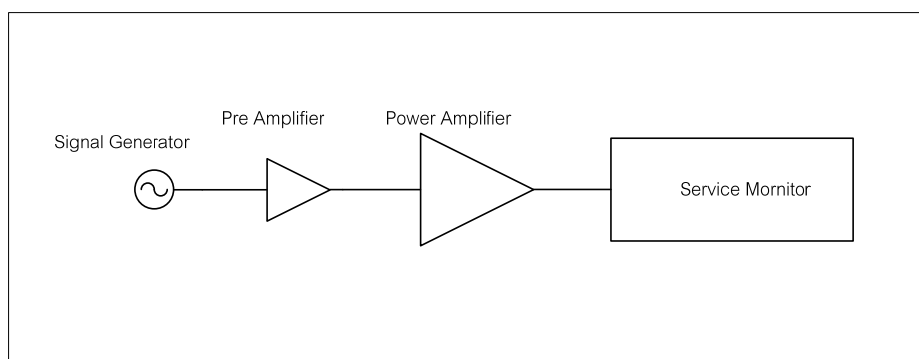 Pre Amplifier
Power Amplifier
Signal Generator
Service Mornitor